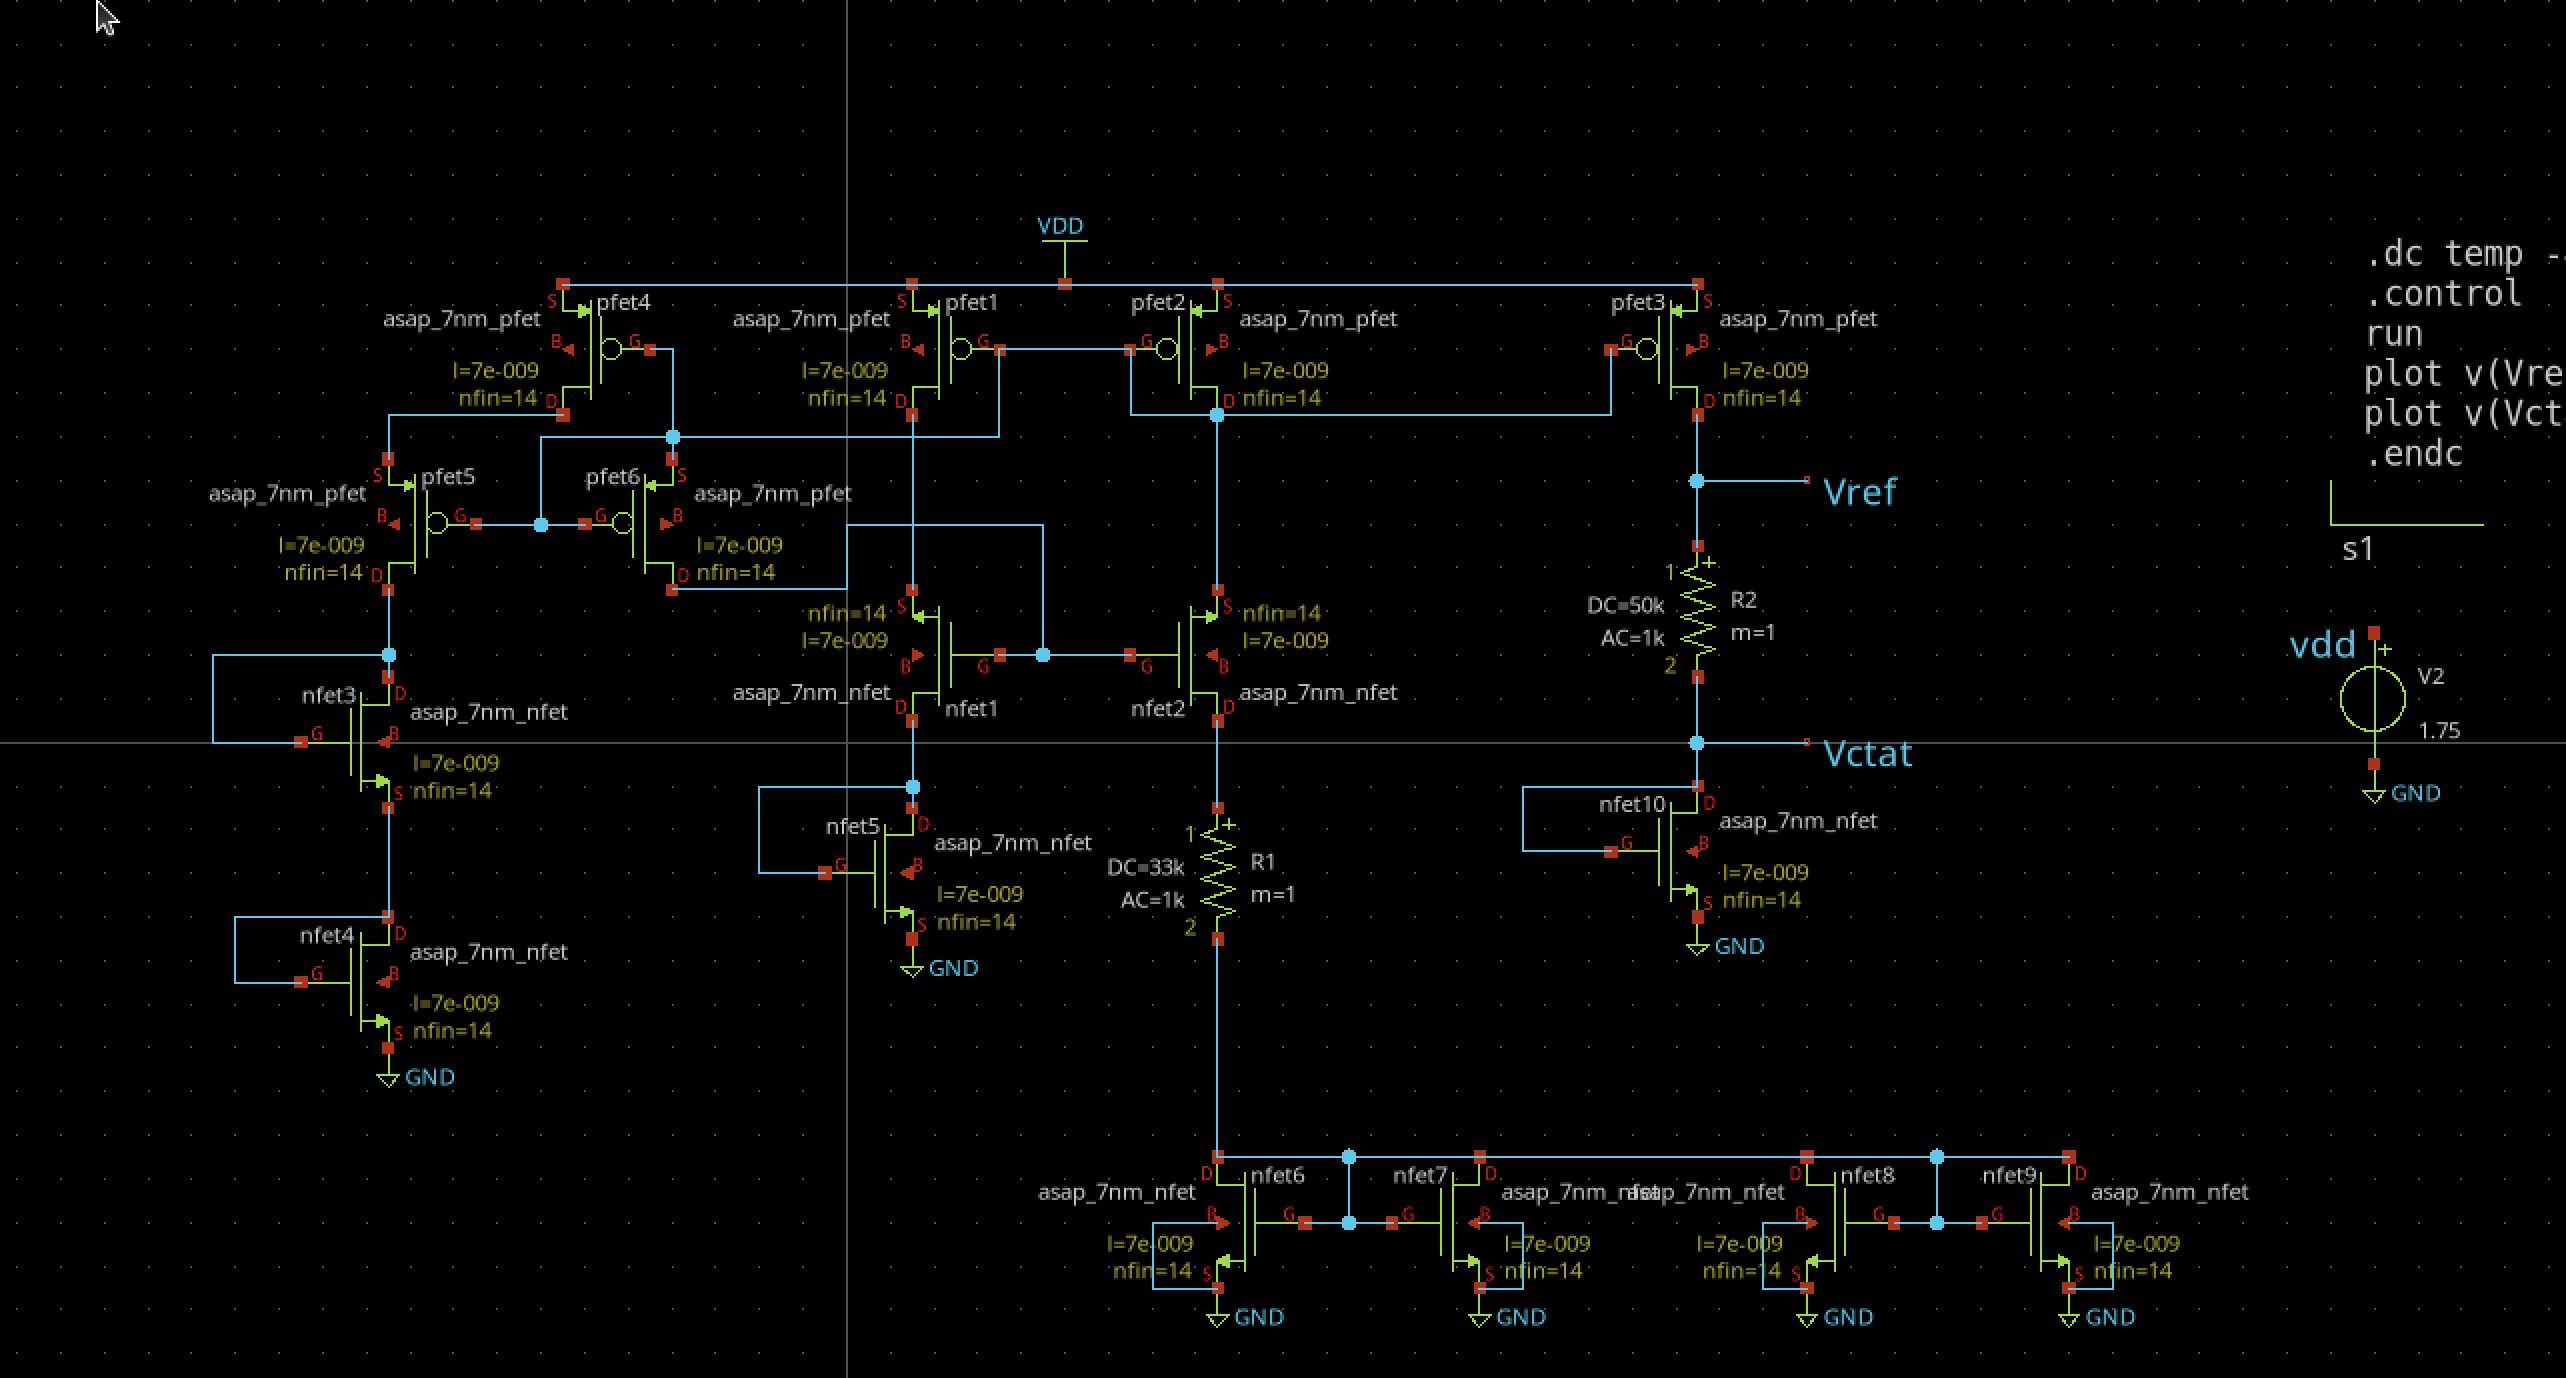 VDD
.dc temp -
.control
run
plot v(Vre
plot v(Vct
.endc
s1
S pfet4
asap_7nm_pfet
B G
l=7e-009
nfin=14 D
S pfet1
asap_7nm_pfet
B G
l=7e-009
nfin=14 D
pfet2 S
asap_7nm_pfet
G B
l=7e-009
nfin=14
D
pfet3 S
asap_7nm_pfet
G B
l=7e-009
D nfin=14
S pfet5
asap_7nm_pfet
B G
l=7e-009
nfin=14 D
pfet6 S
asap_7nm_pfet
G B
l=7e-009
D nfin=14
Vref
nfin=14 S
l=7e-009
B G
asap_7nm_nfet
D nfet1
S nfin=14
l=7e-009
G B
asap_7nm_nfet
nfet2 D
1 +
DC=50k R2
AC=1k m=1
2
vdd + V2
1.75
GND
nfet3 D
asap_7nm_nfet
G B
l=7e-009
S nfin=14
Vctat
nfet5 D
asap_7nm_nfet
G B
l=7e-009
S nfin=14
GND
1 +
DC=33k R1
AC=1k m=1
2
nfet10 D
asap_7nm_nfet
G B
l=7e-009
nfin=14
S
GND
nfet4 D
asap_7nm_nfet
G B
l=7e-009
S nfin=14
GND
D nfet6
asap_7nm_nfet
B G
l=7e-009
nfin=14 S
GND
nfet7 D
asap_7nm_nfet
G B
l=7e-009
S nfin=14
GND
D nfet8
asap_7nm_nfet
B G
l=7e-009
nfin=14 S
GND
nfet9 D
asap_7nm_nfet
G B
l=7e-009
S nfin=14
GND